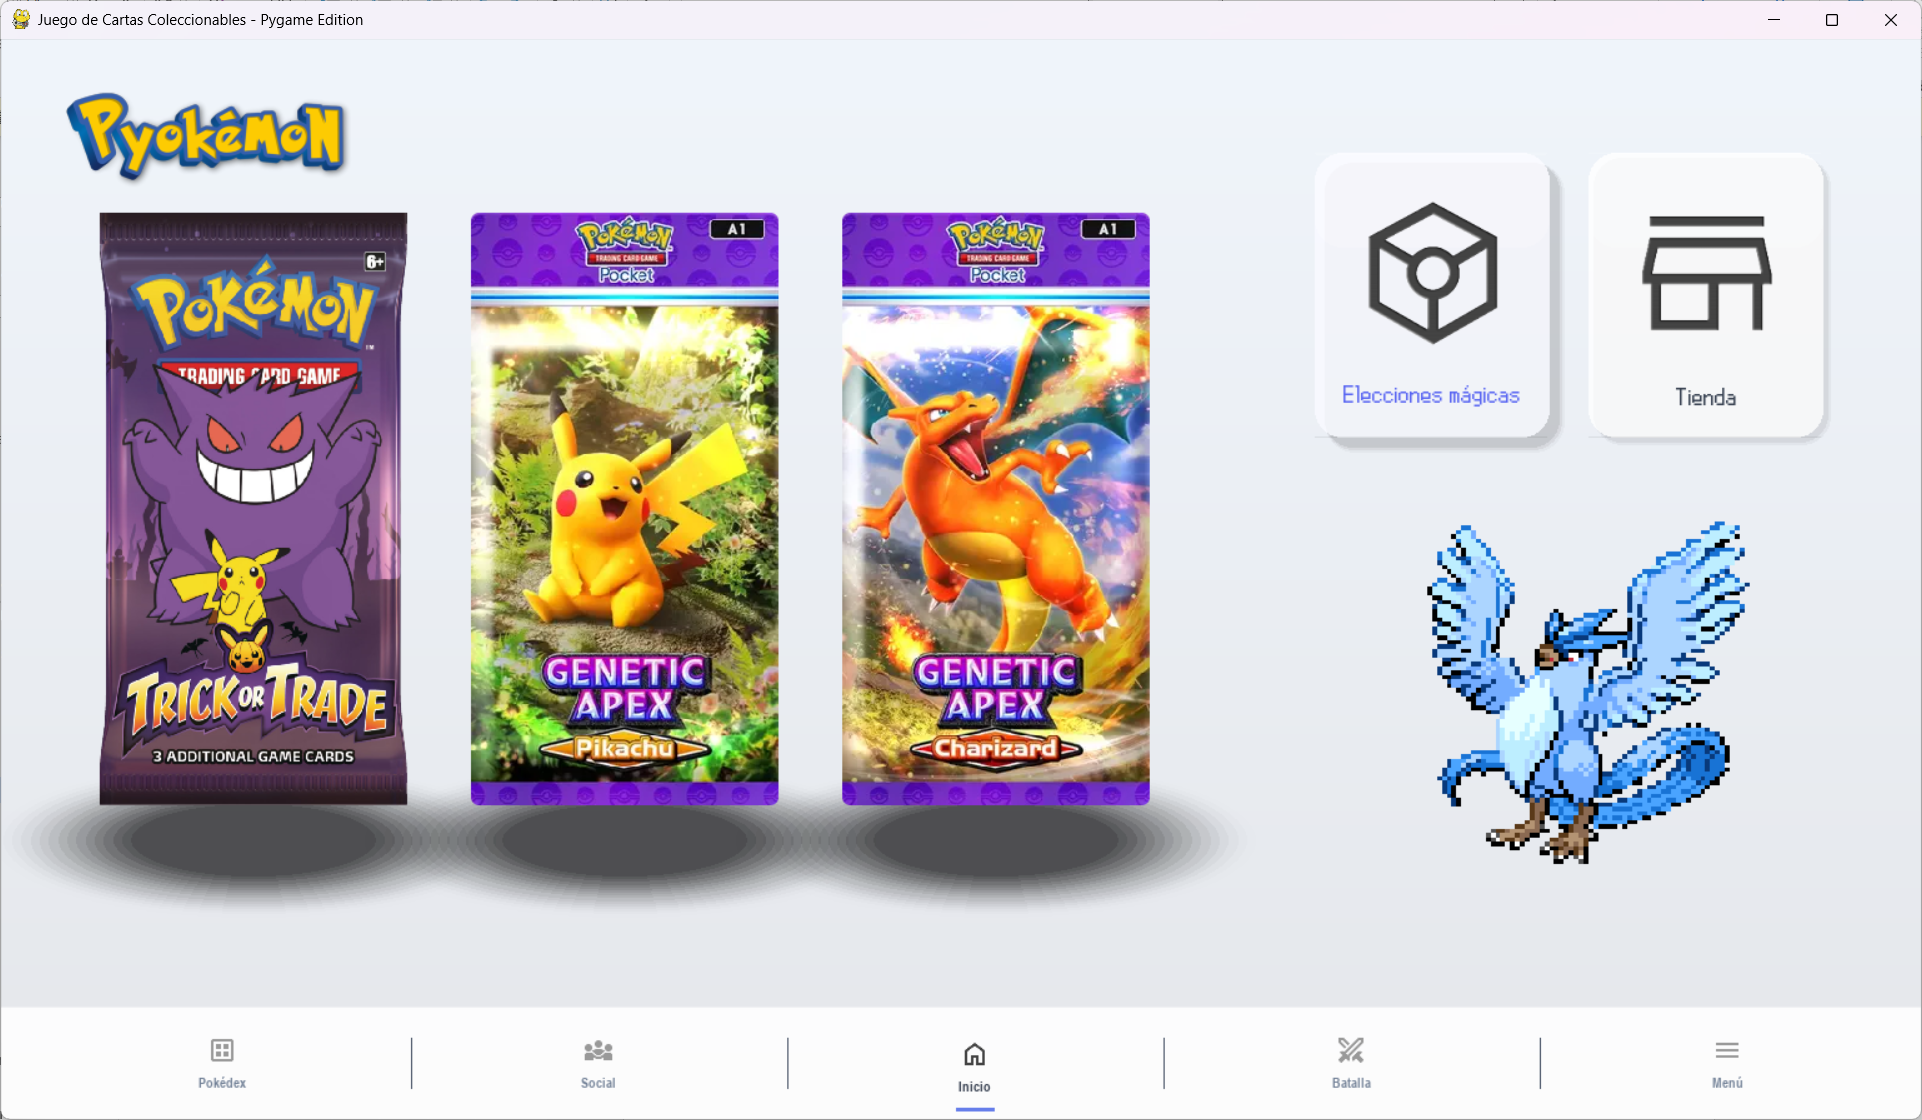 Juego de Cartas Coleccionables - Pygame Edition
Pyokémon
6+
POKÉMON
TM
TRADING CARD GAME
TRICK OR TRADE
3 ADDITIONAL GAME CARDS
POKÉMON
A1
TRADING CARD GAME
Pocket
GENETIC
APEX
Pikachu
POKÉMON
A1
TRADING CARD GAME
Pocket
GENETIC
APEX
Charizard
Elecciones mágicas
Tienda
Pokédex
Social
Inicio
Batalla
Menú